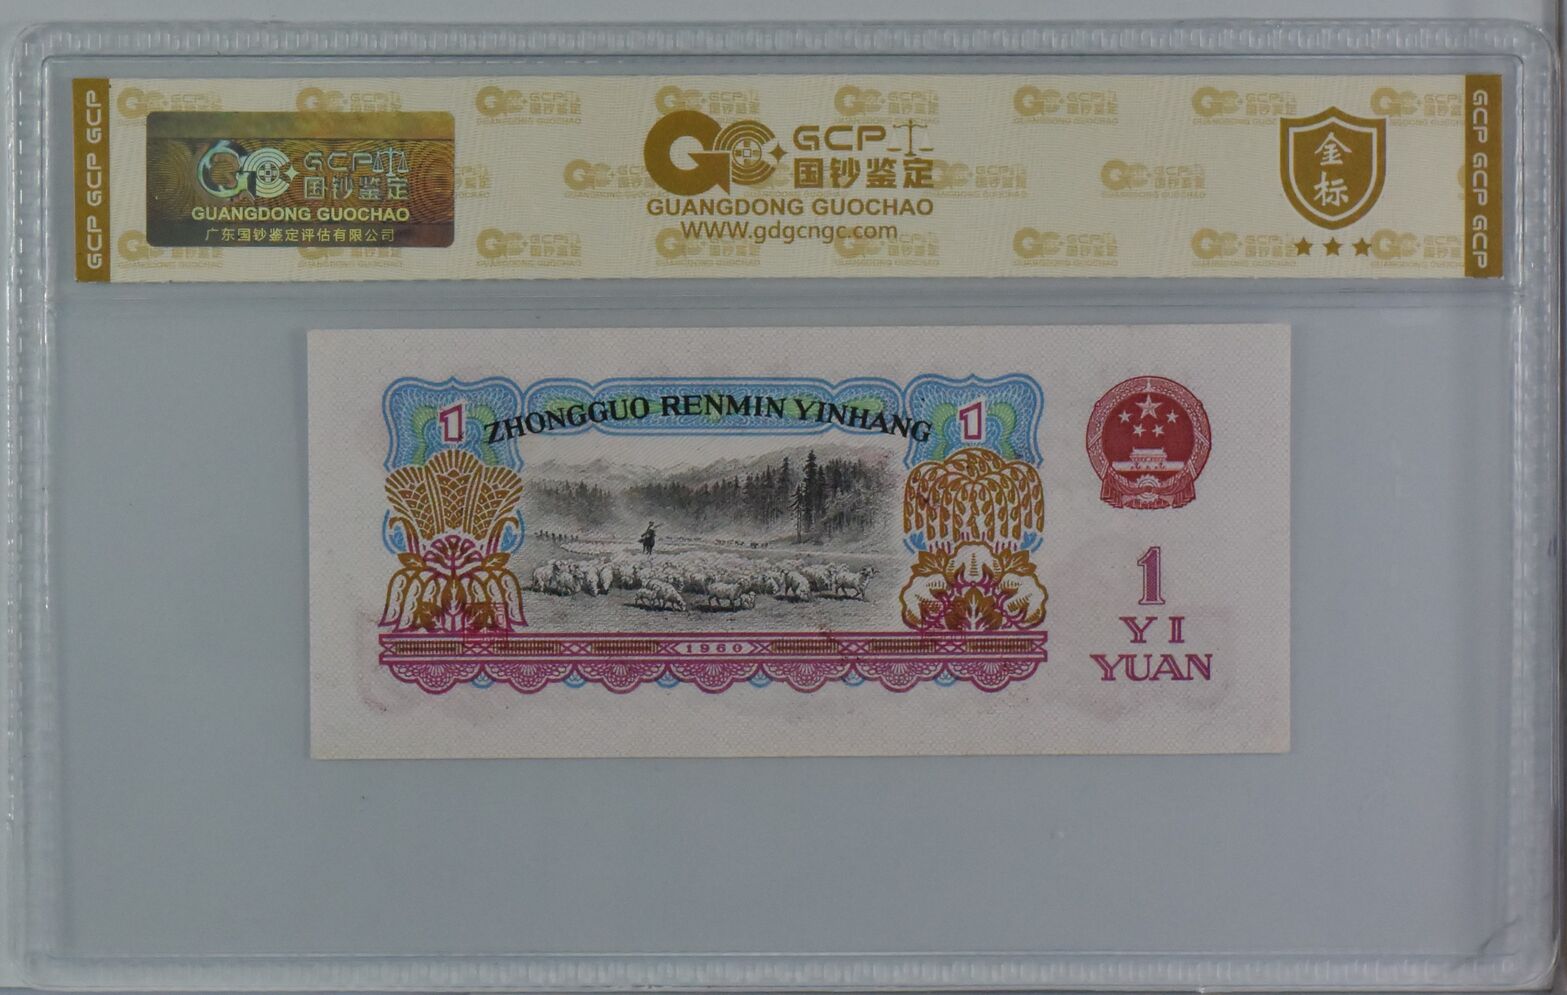 GCP GCP GCP
GCP
国钞鉴定
GUANGDONG GUOCHAO
广东国钞鉴定评估有限公司
GCP
国钞鉴定
GUANGDONG GUOCHAO
WWW.gdgcngc.com
金
标
GCP GCP GCP
ZHONGGUO RENMIN YINHANG
1
1
1960
1
YI
YUAN